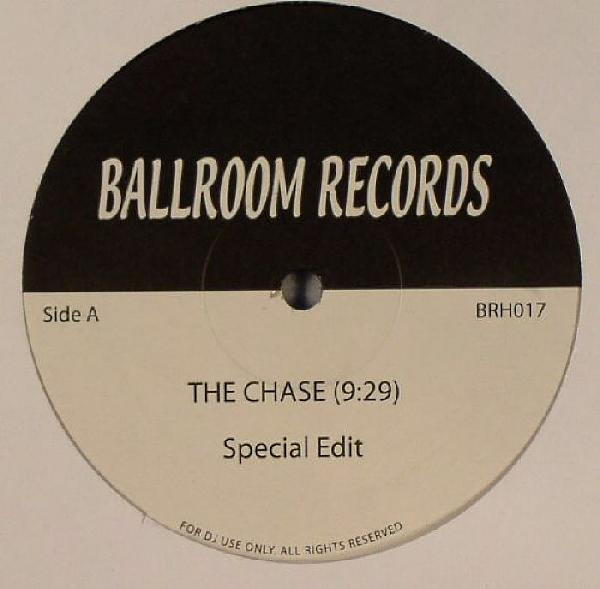 BALLROOM RECORDS
Side A
BRH017
THE CHASE (9:29)
Special Edit
FOR DJ USE ONLY. ALL RIGHTS RESERVED